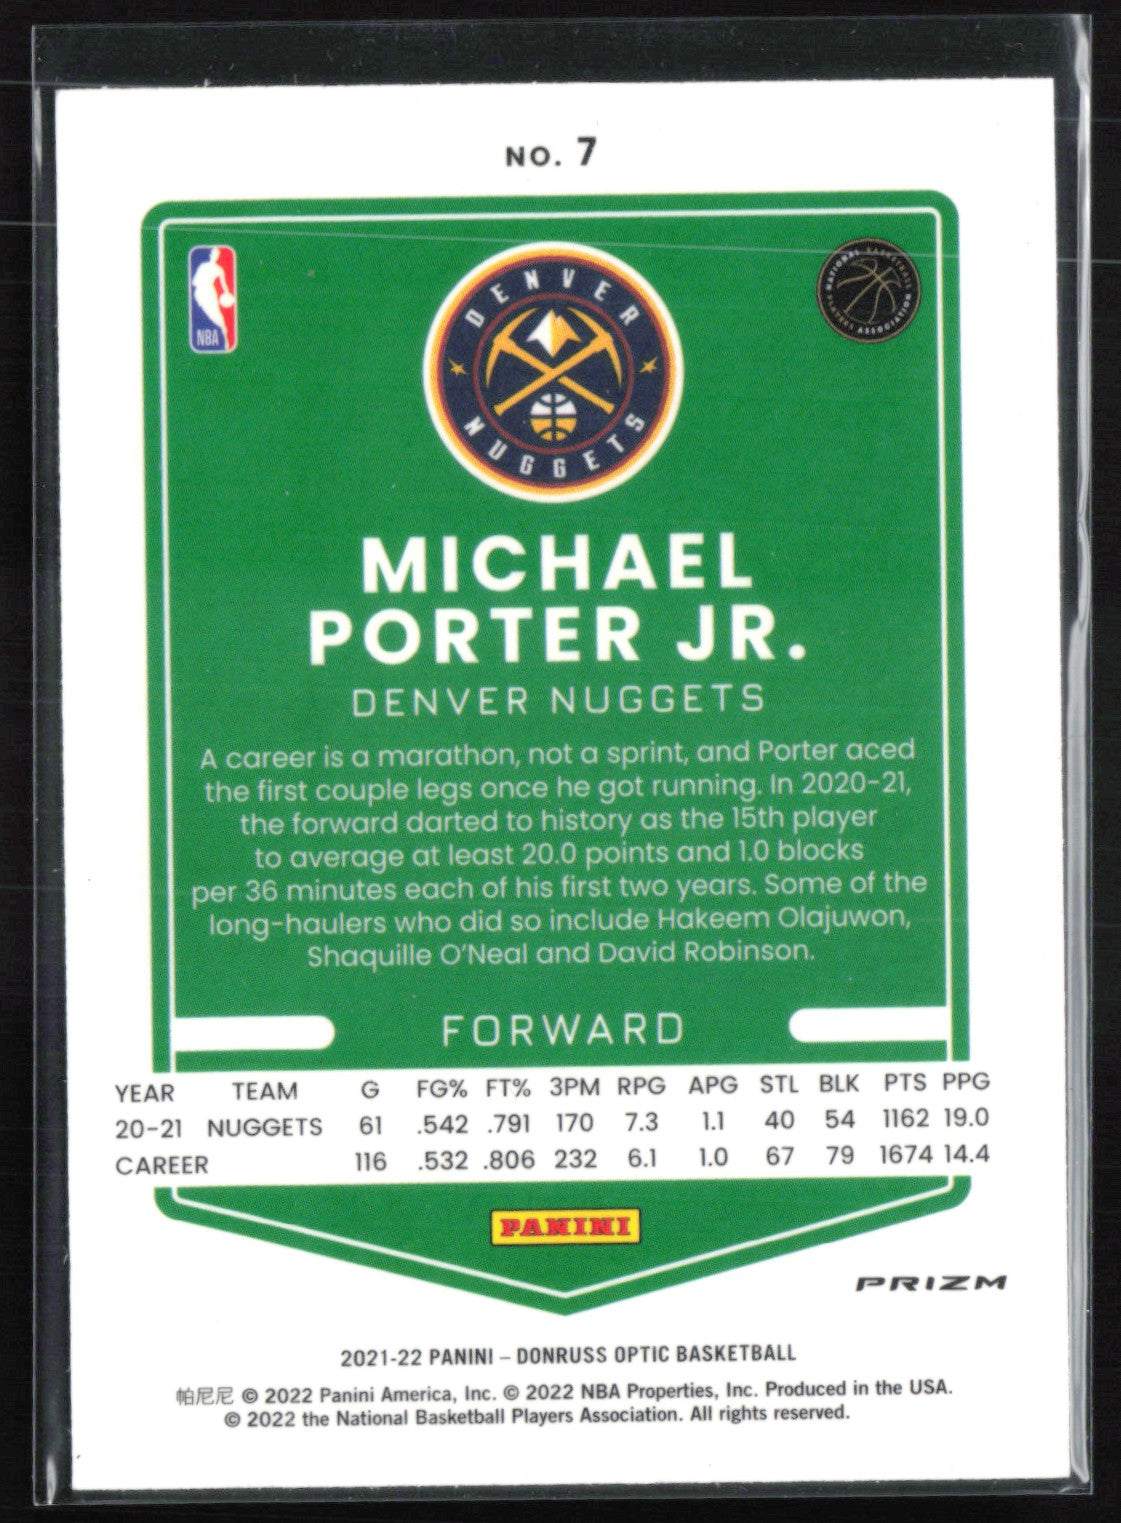 NO. 7
NBA
DENVER
NUGGETS
NATIONAL BASKETBALL
PLAYERS ASSOCIATION
MICHAEL
PORTER JR.
DENVER NUGGETS
A career is a marathon, not a sprint, and Porter aced
the first couple legs once he got running. In 2020-21,
the forward darted to history as the 15th player
to average at least 20.0 points and 1.0 blocks
per 36 minutes each of his first two years. Some of the
long-haulers who did so include Hakeem Olajuwon,
Shaquille O'Neal and David Robinson.
FORWARD
YEAR TEAM G FG% FT% 3PM RPG APG STL BLK PTS PPG
20-21 NUGGETS 61 .542 .791 170 7.3 1.1 40 54 1162 19.0
CAREER 116 .532 .806 232 6.1 1.0 67 79 1674 14.4
PANINI
PRIZM
2021-22 PANINI – DONRUSS OPTIC BASKETBALL
帕尼尼 © 2022 Panini America, Inc. © 2022 NBA Properties, Inc. Produced in the USA.
© 2022 the National Basketball Players Association. All rights reserved.